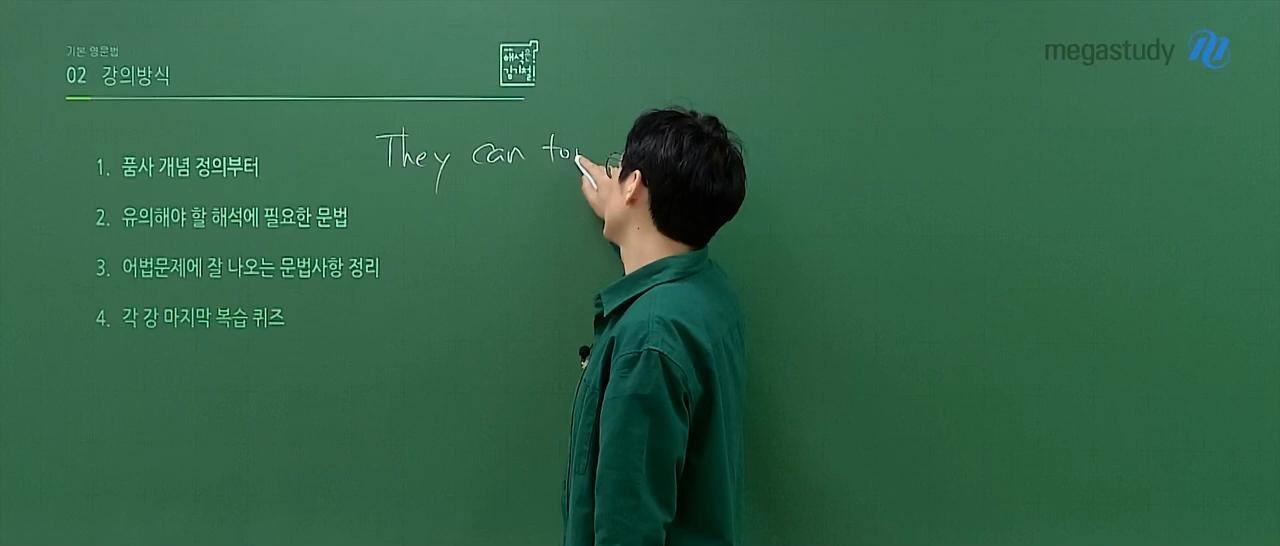 기본 영문법
02 강의방식
해석은!
김기철!
megastudy
They can
1. 품사 개념 정의부터
2. 유의해야 할 해석에 필요한 문법
3. 어법문제에 잘 나오는 문법사항 정리
4. 각 강 마지막 복습 퀴즈